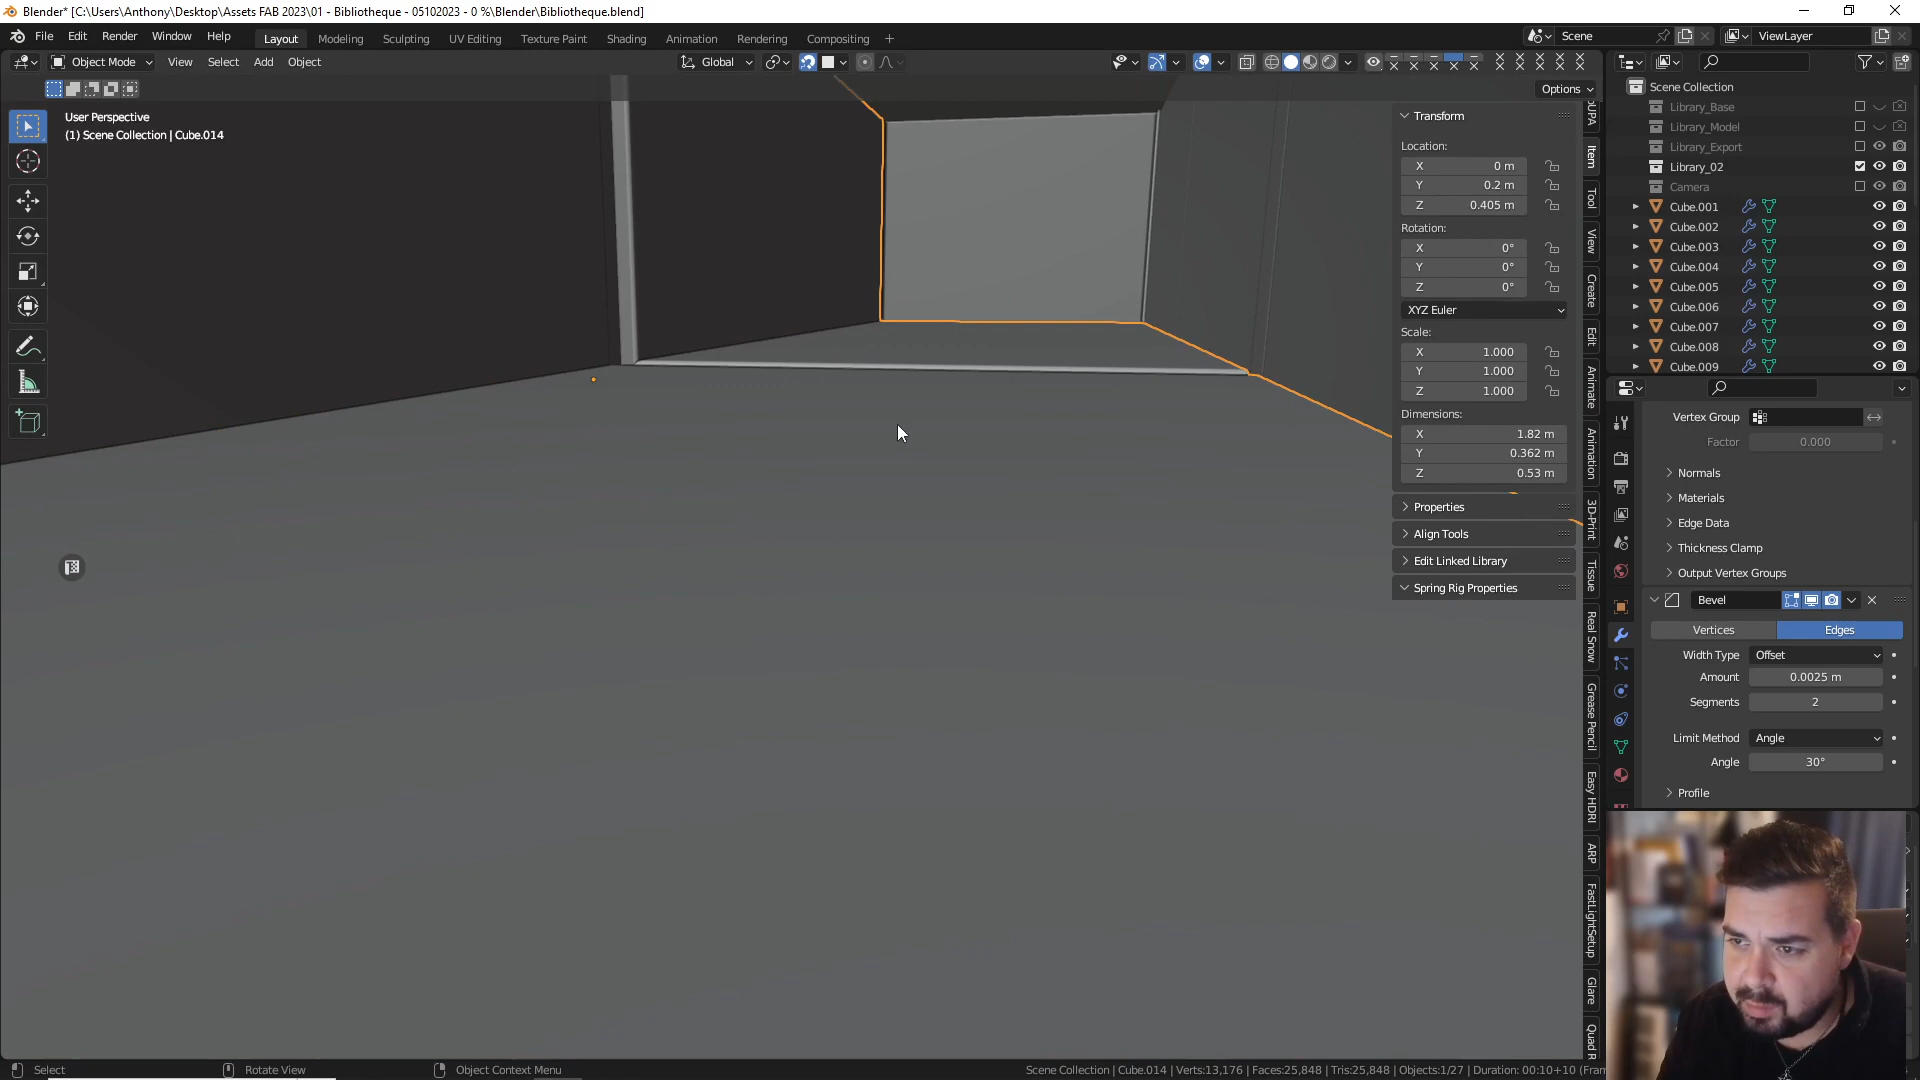 Blender* [C:\Users\Anthony\Desktop\Assets FAB 2023\01 - Bibliotheque - 05102023 - 0 %\Blender\Bibliotheque.blend]
File Edit Render Window Help Layout Modeling Sculpting UV Editing Texture Paint Shading Animation Rendering Compositing + Scene ViewLayer
Object Mode View Select Add Object Global
Options
User Perspective
(1) Scene Collection | Cube.014
Transform
Location:
X 0 m
Y 0.2 m
Z 0.405 m
Rotation:
X 0°
Y 0°
Z 0°
XYZ Euler
Scale:
X 1.000
Y 1.000
Z 1.000
Dimensions:
X 1.82 m
Y 0.362 m
Z 0.53 m
Properties
Align Tools
Edit Linked Library
Spring Rig Properties
Item
Tool
View
Create
Edit
Animate
Animation
3D-Print
Tissue
Real Snow
Grease Pencil
Easy HDRI
ARP
FastLightSetup
Glare
Quad R
Scene Collection
Library_Base
Library_Model
Library_Export
Library_02
Camera
Cube.001
Cube.002
Cube.003
Cube.004
Cube.005
Cube.006
Cube.007
Cube.008
Cube.009
Vertex Group
Factor 0.000
Normals
Materials
Edge Data
Thickness Clamp
Output Vertex Groups
Bevel
Vertices Edges
Width Type Offset
Amount 0.0025 m
Segments 2
Limit Method Angle
Angle 30°
Profile
Select Rotate View Object Context Menu Scene Collection | Cube.014 | Verts:13,176 | Faces:25,848 | Tris:25,848 | Objects:1/27 | Duration: 00:10+10 (Fram